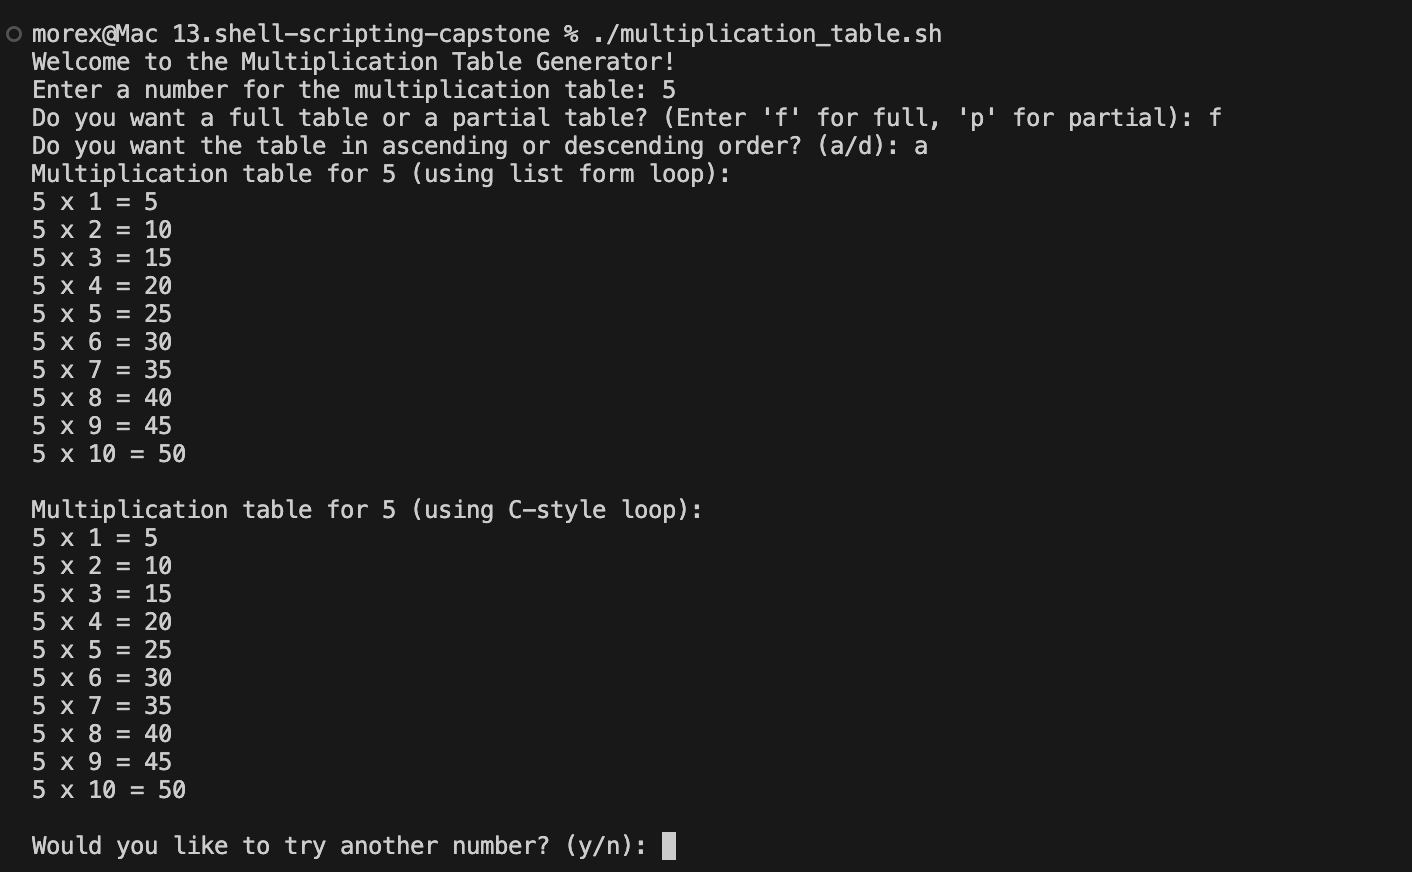 morex@Mac 13.shell-scripting-capstone % ./multiplication_table.sh
Welcome to the Multiplication Table Generator!
Enter a number for the multiplication table: 5
Do you want a full table or a partial table? (Enter 'f' for full, 'p' for partial): f
Do you want the table in ascending or descending order? (a/d): a
Multiplication table for 5 (using list form loop):
5 x 1 = 5
5 x 2 = 10
5 x 3 = 15
5 x 4 = 20
5 x 5 = 25
5 x 6 = 30
5 x 7 = 35
5 x 8 = 40
5 x 9 = 45
5 x 10 = 50
Multiplication table for 5 (using C-style loop):
5 x 1 = 5
5 x 2 = 10
5 x 3 = 15
5 x 4 = 20
5 x 5 = 25
5 x 6 = 30
5 x 7 = 35
5 x 8 = 40
5 x 9 = 45
5 x 10 = 50
Would you like to try another number? (y/n):